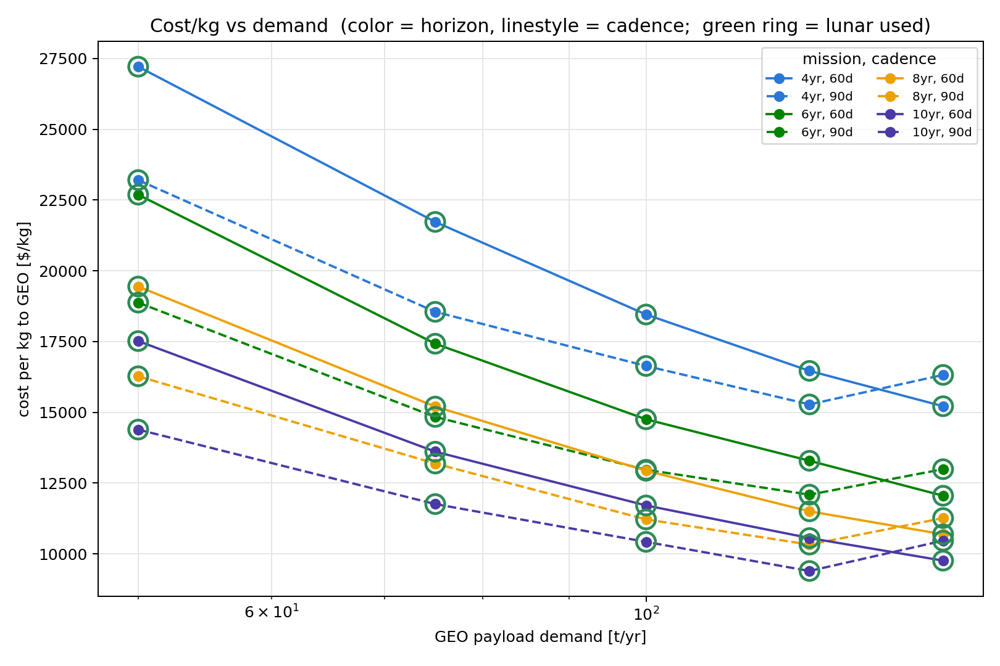 Cost/kg vs demand  (color = horizon, linestyle = cadence;  green ring = lunar used)
mission, cadence
4yr, 60d
4yr, 90d
6yr, 60d
6yr, 90d
8yr, 60d
8yr, 90d
10yr, 60d
10yr, 90d
cost per kg to GEO [$/kg]
27500
25000
22500
20000
17500
15000
12500
10000
6 × 10¹
10²
GEO payload demand [t/yr]